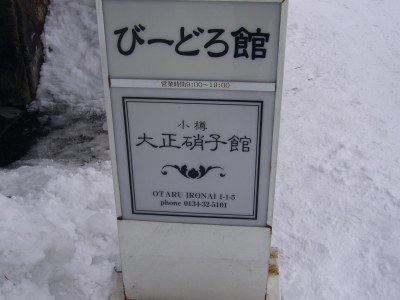 びーどろ館
営業時間9:00～19:00
小樽
大正硝子館
OTARU IRONAI 1-1-5
phone 0134-32-5101